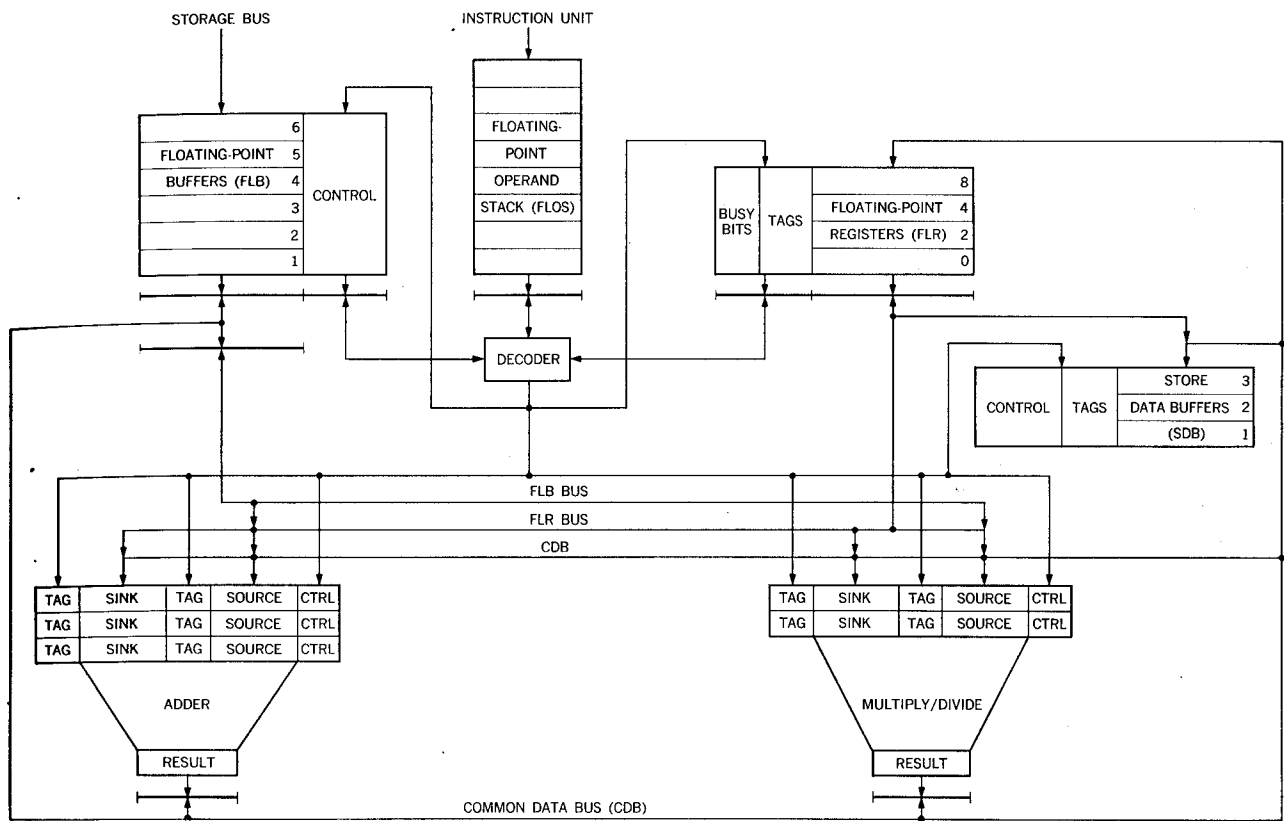 STORAGE BUS
INSTRUCTION UNIT
6
FLOATING-POINT 5
BUFFERS (FLB) 4
3
2
1
CONTROL
FLOATING-
POINT
OPERAND
STACK (FLOS)
BUSY
BITS
TAGS
8
FLOATING-POINT 4
REGISTERS (FLR) 2
0
DECODER
CONTROL
TAGS
STORE 3
DATA BUFFERS 2
(SDB) 1
FLB BUS
FLR BUS
CDB
TAG SINK TAG SOURCE CTRL
TAG SINK TAG SOURCE CTRL
TAG SINK TAG SOURCE CTRL
ADDER
RESULT
TAG SINK TAG SOURCE CTRL
TAG SINK TAG SOURCE CTRL
MULTIPLY/DIVIDE
RESULT
COMMON DATA BUS (CDB)